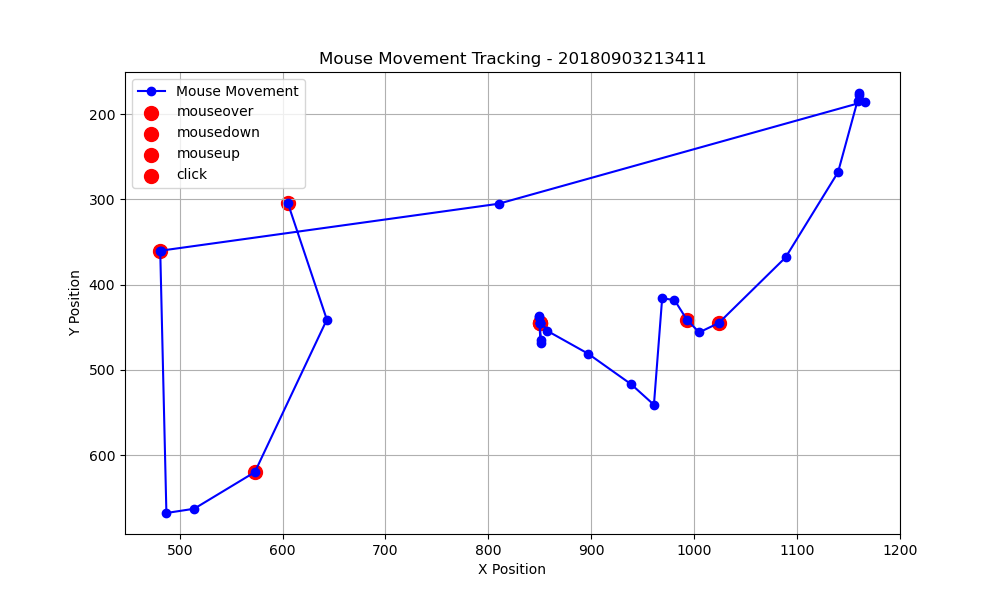 Mouse Movement Tracking - 20180903213411
Mouse Movement
mouseover
mousedown
mouseup
click
200
300
400
500
600
Y Position
500 600 700 800 900 1000 1100 1200
X Position